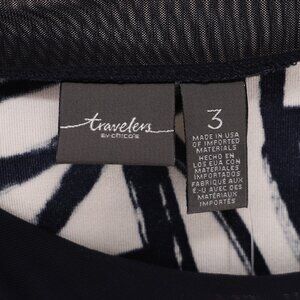 travelers
BY CHICO'S
3
MADE IN USA
OF IMPORTED
MATERIALS
HECHO EN
LOS EUA CON
MATERIALES
IMPORTADOS
FABRIQUÉ AUX
É.-U AVEC DES
MATERIAUX
IMPORTÉS